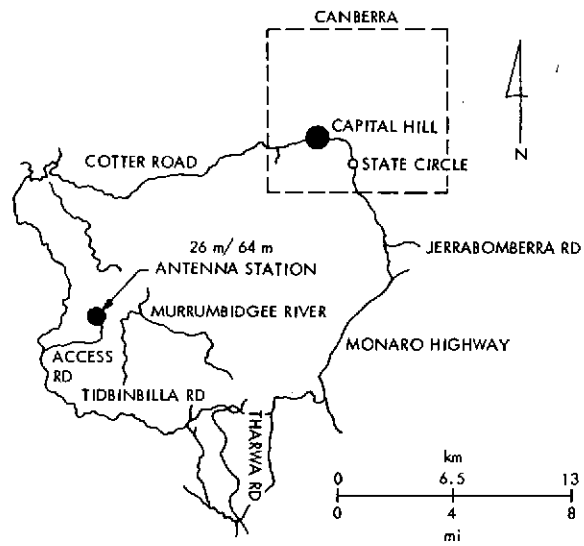 CANBERRA
CAPITAL HILL
COTTER ROAD
STATE CIRCLE
N
26 m/ 64 m
ANTENNA STATION
JERRABOMBERRA RD
MURRUMBIDGEE RIVER
ACCESS
RD
MONARO HIGHWAY
TIDBINBILLA RD
THARWA RD
km
0 6.5 13
0 4 8
mi